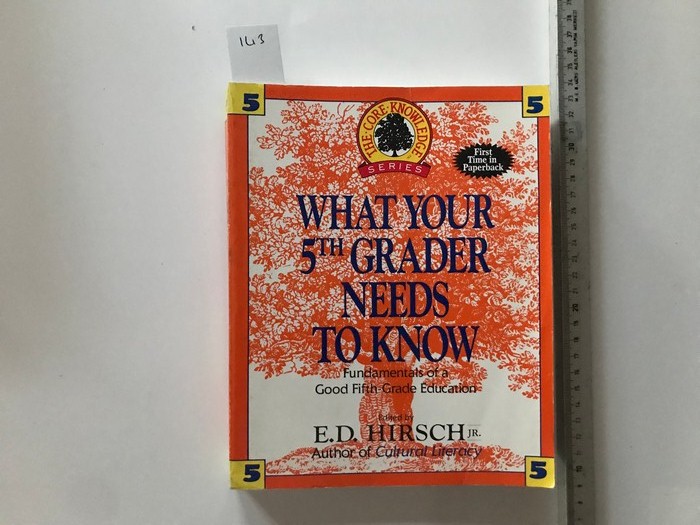 143
5
5
THE CORE KNOWLEDGE
SERIES
First
Time in
Paperback
WHAT YOUR
5TH GRADER
NEEDS
TO KNOW
Fundamentals of a
Good Fifth-Grade Education
Edited by
E.D. HIRSCH JR.
Author of Cultural Literacy
5
5